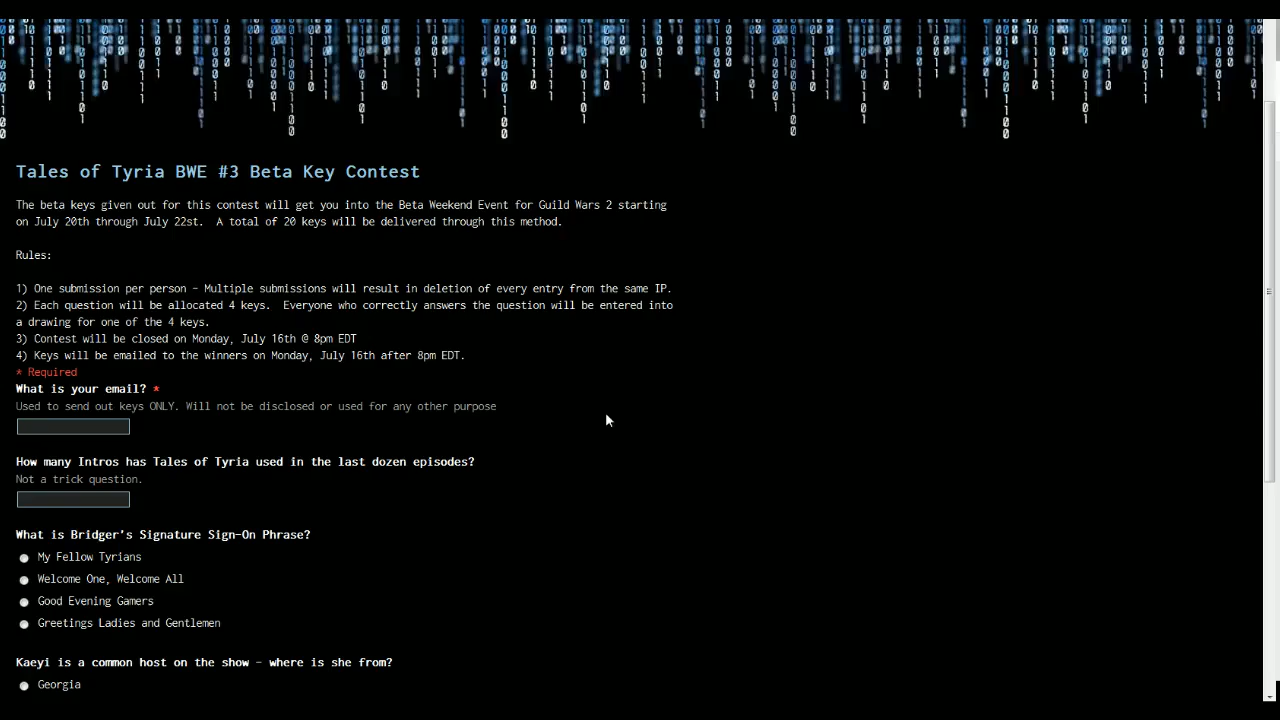 Tales of Tyria BWE #3 Beta Key Contest
The beta keys given out for this contest will get you into the Beta Weekend Event for Guild Wars 2 starting
on July 20th through July 22st.  A total of 20 keys will be delivered through this method.
Rules:
1) One submission per person - Multiple submissions will result in deletion of every entry from the same IP.
2) Each question will be allocated 4 keys.  Everyone who correctly answers the question will be entered into
a drawing for one of the 4 keys.
3) Contest will be closed on Monday, July 16th @ 8pm EDT
4) Keys will be emailed to the winners on Monday, July 16th after 8pm EDT.
* Required
What is your email? *
Used to send out keys ONLY. Will not be disclosed or used for any other purpose
How many Intros has Tales of Tyria used in the last dozen episodes?
Not a trick question.
What is Bridger's Signature Sign-On Phrase?
My Fellow Tyrians
Welcome One, Welcome All
Good Evening Gamers
Greetings Ladies and Gentlemen
Kaeyi is a common host on the show - where is she from?
Georgia